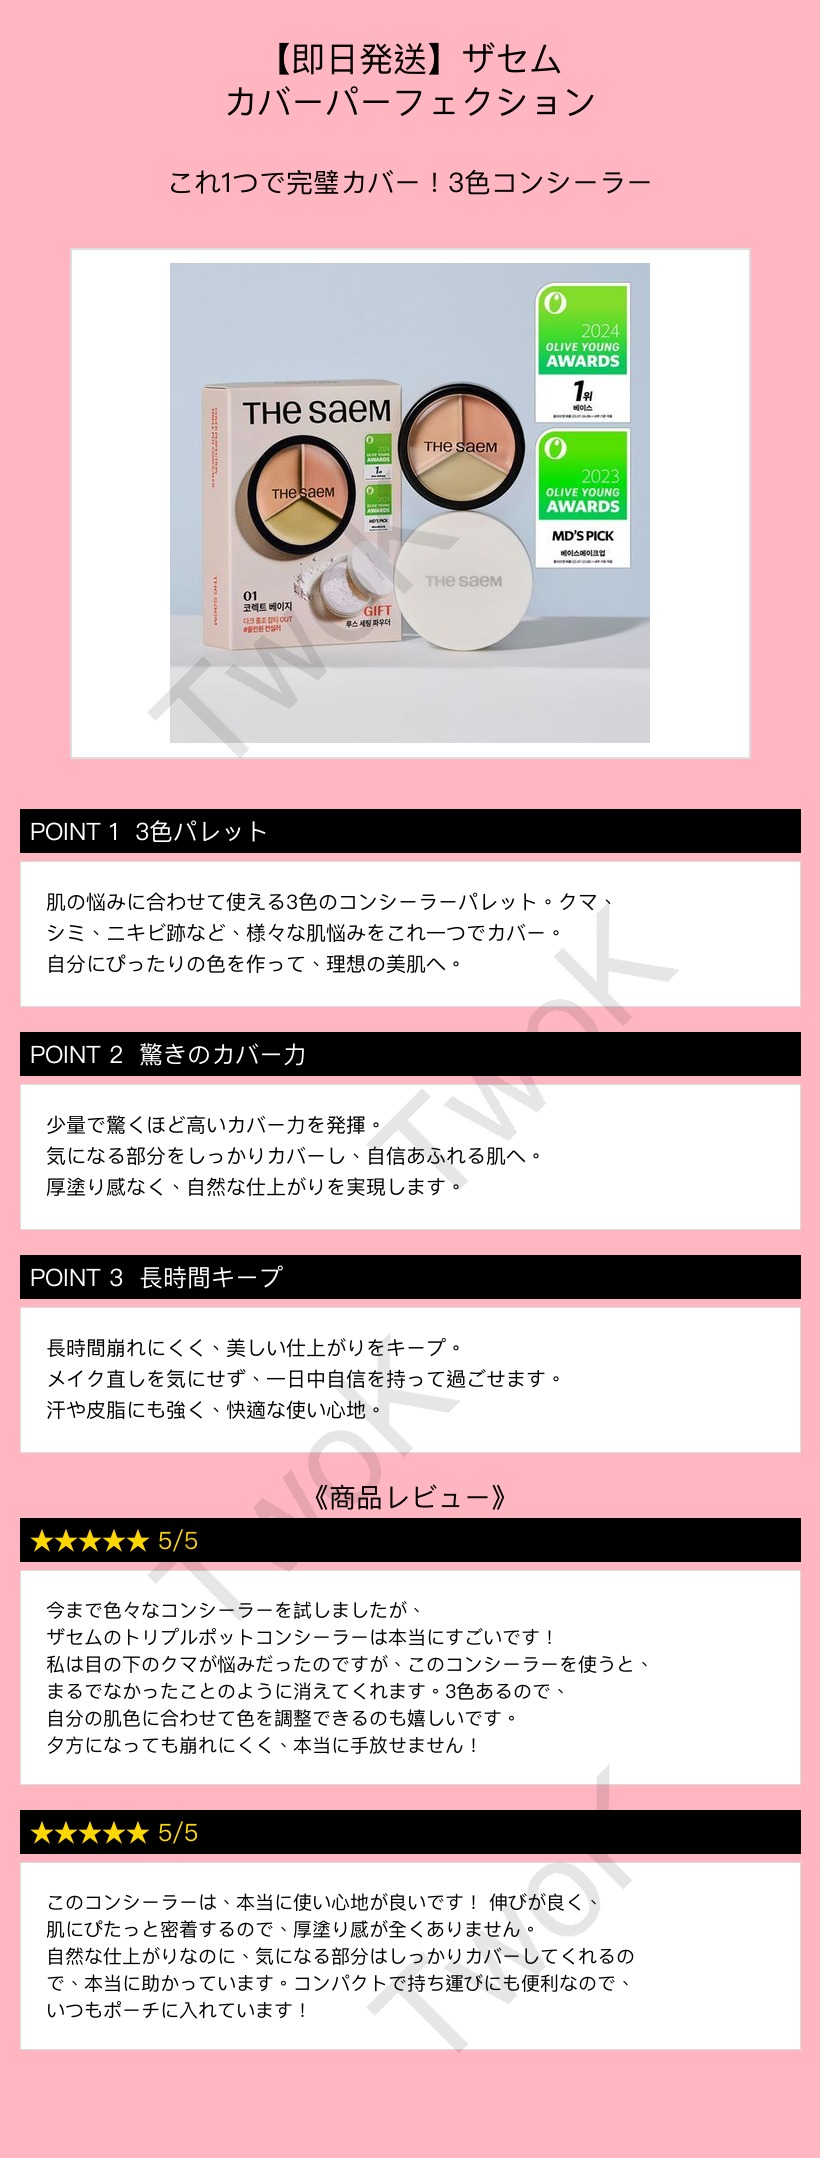 【即日発送】ザセム
カバーパーフェクション
これ1つで完璧カバー！3色コンシーラー
2024
OLIVE YOUNG
AWARDS
1위
베이스
2023
OLIVE YOUNG
AWARDS
MD'S PICK
베이스메이크업
THE SAEM
THE SAEM
THE SAEM
THE SAEM
THE SAEM
01
코렉트 베이지
다크 홍조 잡티 OUT
#올인원 컨실러
GIFT
루스 세팅 파우더
POINT 1 3色パレット
肌の悩みに合わせて使える3色のコンシーラーパレット。クマ、
シミ、ニキビ跡など、様々な肌悩みをこれ一つでカバー。
自分にぴったりの色を作って、理想の美肌へ。
POINT 2 驚きのカバー力
少量で驚くほど高いカバー力を発揮。
気になる部分をしっかりカバーし、自信あふれる肌へ。
厚塗り感なく、自然な仕上がりを実現します。
POINT 3 長時間キープ
長時間崩れにくく、美しい仕上がりをキープ。
メイク直しを気にせず、一日中自信を持って過ごせます。
汗や皮脂にも強く、快適な使い心地。
《商品レビュー》
★★★★★ 5/5
今まで色々なコンシーラーを試しましたが、
ザセムのトリプルポットコンシーラーは本当にすごいです！
私は目の下のクマが悩みだったのですが、このコンシーラーを使うと、
まるでなかったことのように消えてくれます。3色あるので、
自分の肌色に合わせて色を調整できるのも嬉しいです。
夕方になっても崩れにくく、本当に手放せません！
★★★★★ 5/5
このコンシーラーは、本当に使い心地が良いです！ 伸びが良く、
肌にぴたっと密着するので、厚塗り感が全くありません。
自然な仕上がりなのに、気になる部分はしっかりカバーしてくれるの
で、本当に助かっています。コンパクトで持ち運びにも便利なので、
いつもポーチに入れています！
TwoK
TwoK
TwoK
TwoK